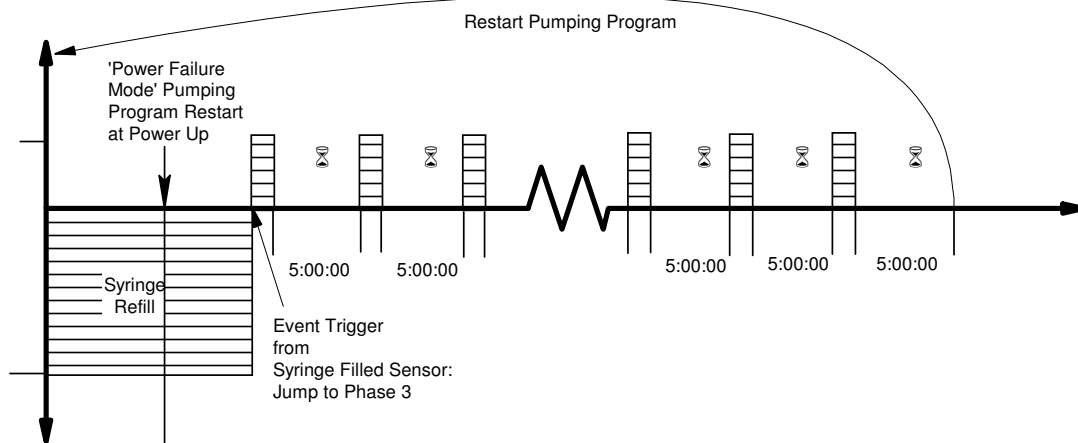 Restart Pumping Program
'Power Failure
Mode' Pumping
Program Restart
at Power Up
5:00:00
5:00:00
5:00:00
5:00:00
5:00:00
Syringe
Refill
Event Trigger
from
Syringe Filled Sensor:
Jump to Phase 3